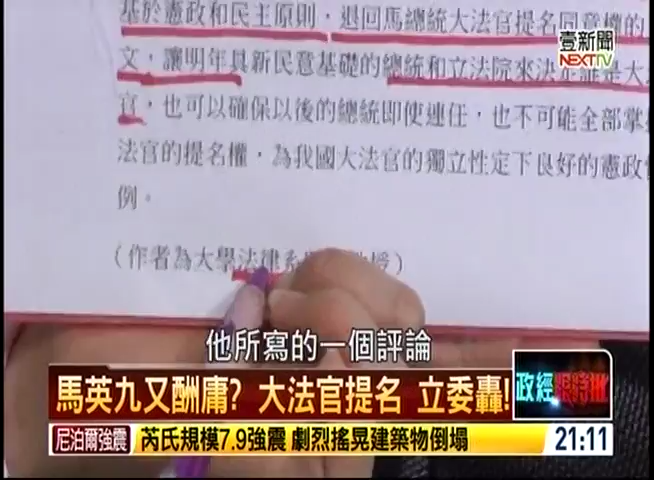 基於憲政和民主原則，退回馬總統大法官提名同意權的
壹新聞
NEXTTV
文，讓明年具新民意基礎的總統和立法院來決定誰是大
官，也可以確保以後的總統即使連任，也不可能全部掌
法官的提名權，為我國大法官的獨立性定下良好的憲政
例。
（作者為大學法律系
授）
他所寫的一個評論
馬英九又酬庸? 大法官提名 立委轟!
政經
尼泊爾強震
芮氏規模7.9強震 劇烈搖晃建築物倒塌
21:11